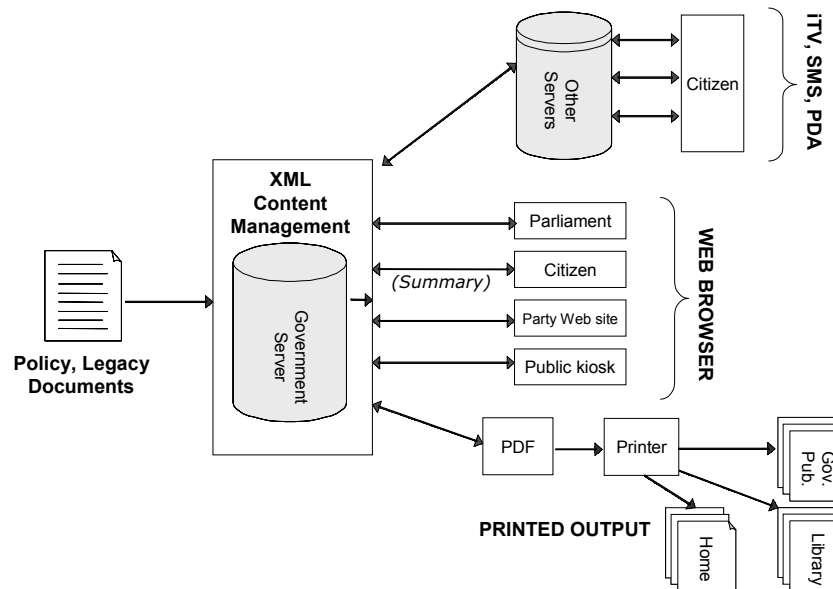 Other
Servers
Citizen
iTV, SMS, PDA
XML
Content
Management
Government
Server
Policy, Legacy
Documents
Parliament
Citizen
(Summary)
Party Web site
Public kiosk
WEB BROWSER
PDF
Printer
Gov.
Pub.
PRINTED OUTPUT
Home
Library